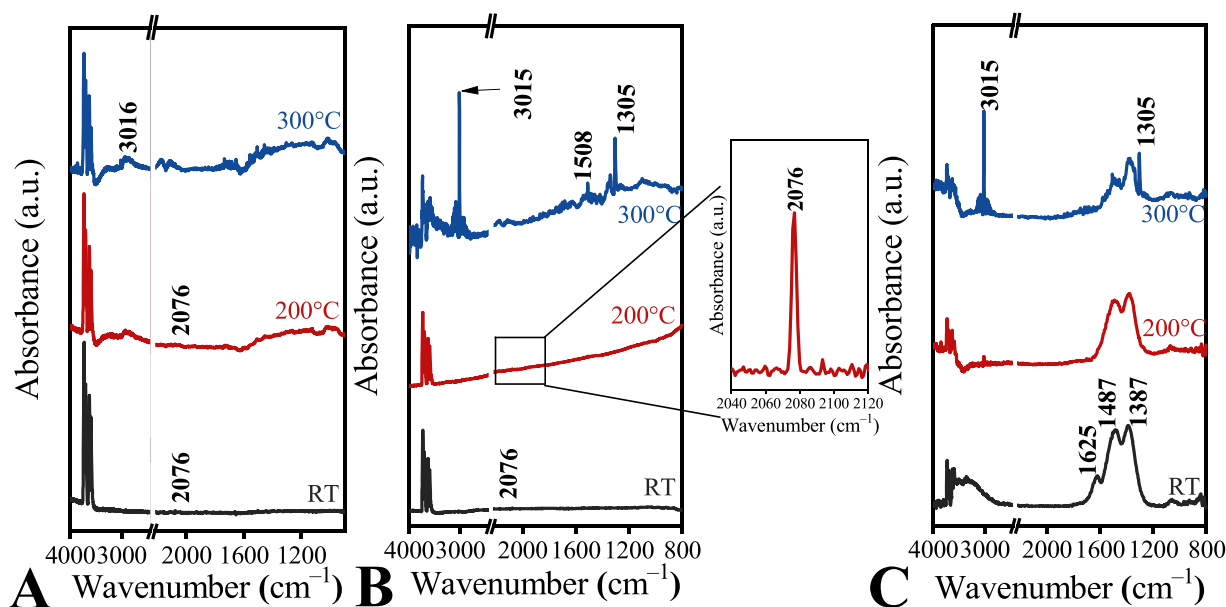 Absorbance (a.u.)
3016
300°C
2076
200°C
2076
RT
4000 3000 2000 1600 1200
Wavenumber (cm⁻¹)
A
Absorbance (a.u.)
3015
1508
1305
300°C
200°C
2076
RT
4000 3000 2000 1600 1200 800
Wavenumber (cm⁻¹)
B
Absorbance (a.u.)
2076
2040 2060 2080 2100 2120
Wavenumber (cm⁻¹)
Absorbance (a.u.)
3015
1305
300°C
200°C
1625
1487
1387
RT
4000 3000 2000 1600 1200 800
Wavenumber (cm⁻¹)
C